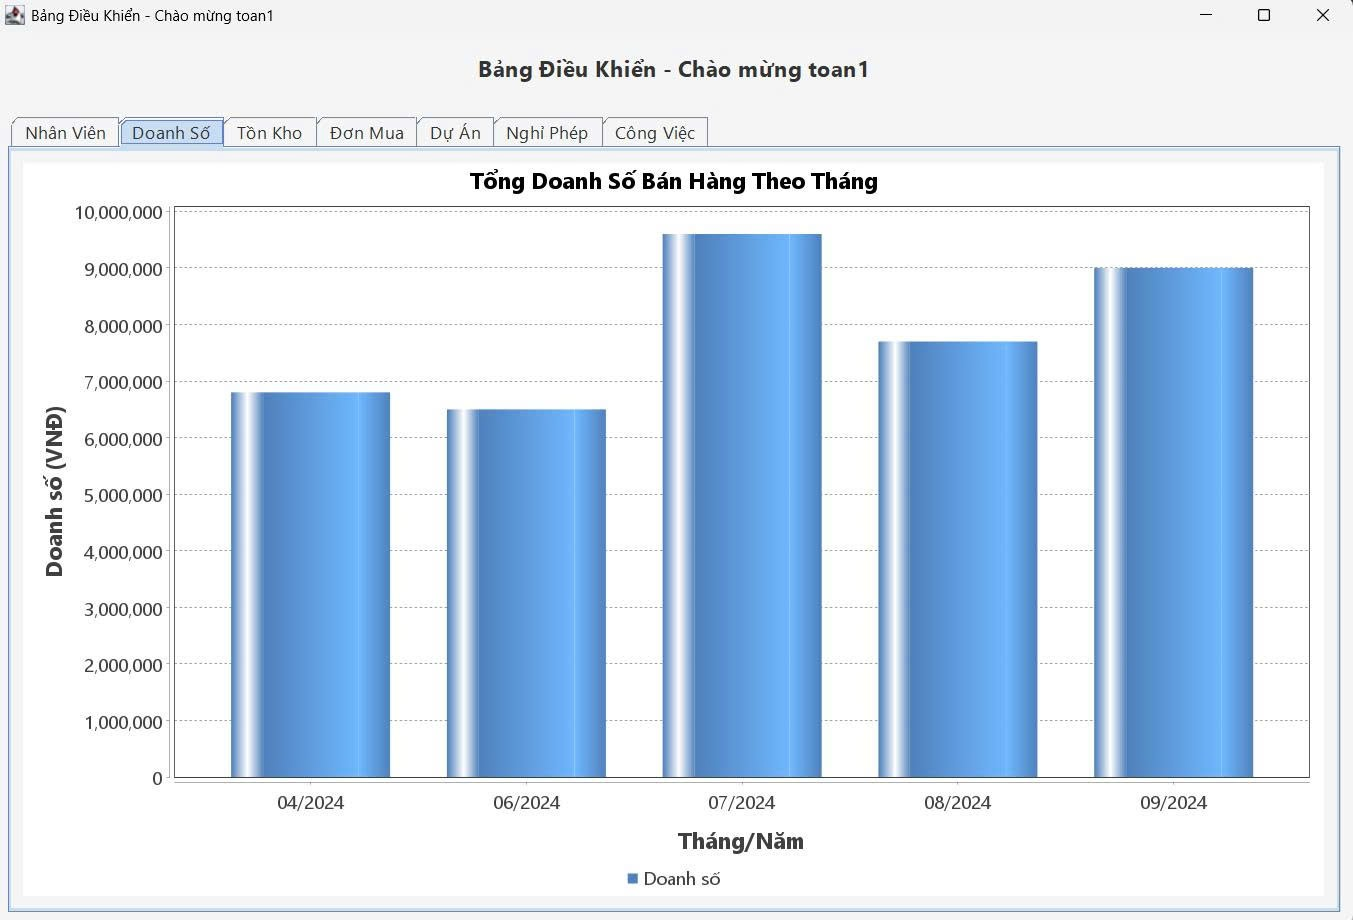 Bảng Điều Khiển - Chào mừng toan1
Bảng Điều Khiển - Chào mừng toan1
Nhân Viên Doanh Số Tồn Kho Đơn Mua Dự Án Nghỉ Phép Công Việc
Tổng Doanh Số Bán Hàng Theo Tháng
Doanh số (VNĐ)
10,000,000
9,000,000
8,000,000
7,000,000
6,000,000
5,000,000
4,000,000
3,000,000
2,000,000
1,000,000
0
04/2024 06/2024 07/2024 08/2024 09/2024
Tháng/Năm
Doanh số